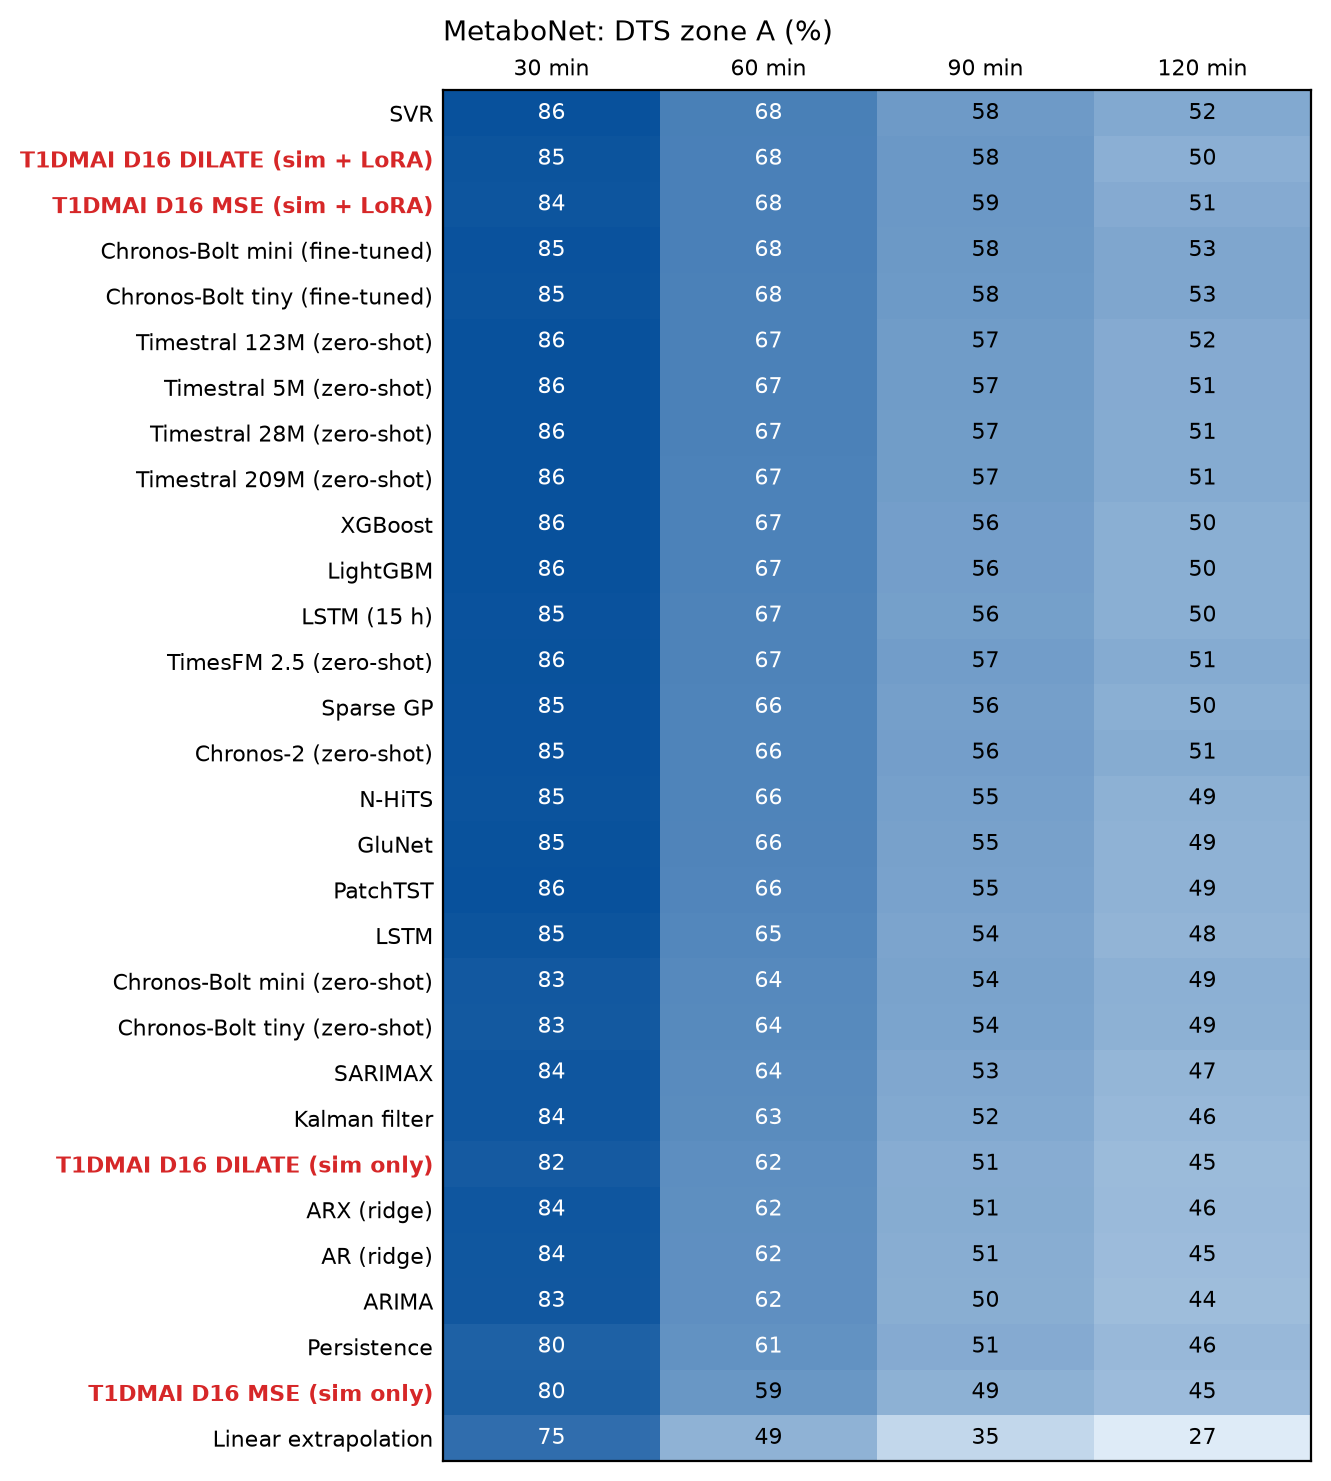 MetaboNet: DTS zone A (%)
30 min 60 min 90 min 120 min
SVR 86 68 58 52
T1DMAI D16 DILATE (sim + LoRA) 85 68 58 50
T1DMAI D16 MSE (sim + LoRA) 84 68 59 51
Chronos-Bolt mini (fine-tuned) 85 68 58 53
Chronos-Bolt tiny (fine-tuned) 85 68 58 53
Timestral 123M (zero-shot) 86 67 57 52
Timestral 5M (zero-shot) 86 67 57 51
Timestral 28M (zero-shot) 86 67 57 51
Timestral 209M (zero-shot) 86 67 57 51
XGBoost 86 67 56 50
LightGBM 86 67 56 50
LSTM (15 h) 85 67 56 50
TimesFM 2.5 (zero-shot) 86 67 57 51
Sparse GP 85 66 56 50
Chronos-2 (zero-shot) 85 66 56 51
N-HiTS 85 66 55 49
GluNet 85 66 55 49
PatchTST 86 66 55 49
LSTM 85 65 54 48
Chronos-Bolt mini (zero-shot) 83 64 54 49
Chronos-Bolt tiny (zero-shot) 83 64 54 49
SARIMAX 84 64 53 47
Kalman filter 84 63 52 46
T1DMAI D16 DILATE (sim only) 82 62 51 45
ARX (ridge) 84 62 51 46
AR (ridge) 84 62 51 45
ARIMA 83 62 50 44
Persistence 80 61 51 46
T1DMAI D16 MSE (sim only) 80 59 49 45
Linear extrapolation 75 49 35 27